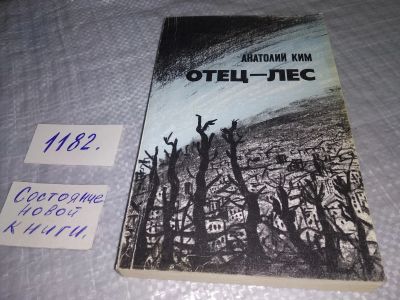 АНАТОЛИЙ КИМ
ОТЕЦ—ЛЕС
1182.
Состояние
новой
книги.